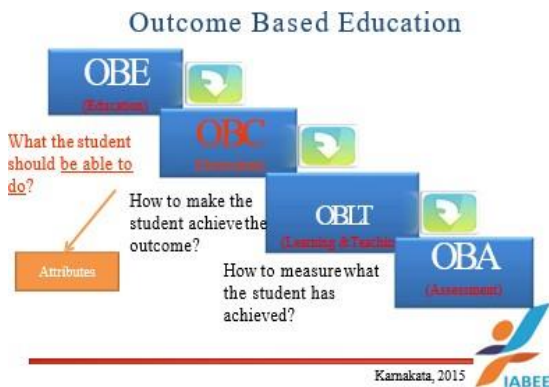 Outcome Based Education
OBE
(Education)
What the student
should be able to
do?
OBC
(Curriculum)
How to make the
student achieve the
outcome?
OBLT
(Learning & Teaching
Attributes
How to measure what
the student has
achieved?
OBA
(Assessment)
Karnakata, 2015
IABEE